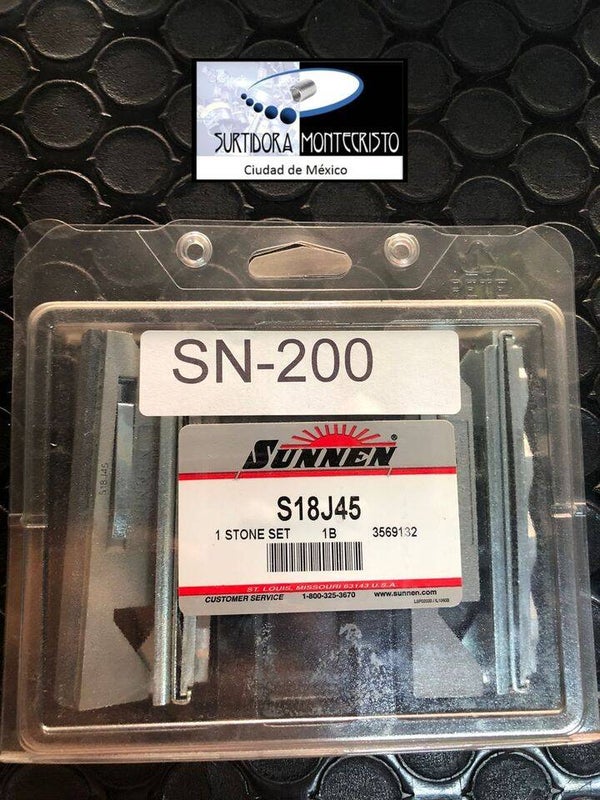 SURTIDORA MONTECRISTO
Ciudad de México
SN-200
SUNNEN®
S18J45
S18J45
1 STONE SET 1B 3569132
ST. LOUIS, MISSOURI 63143 U.S.A.
CUSTOMER SERVICE 1-800-325-3670 www.sunnen.com